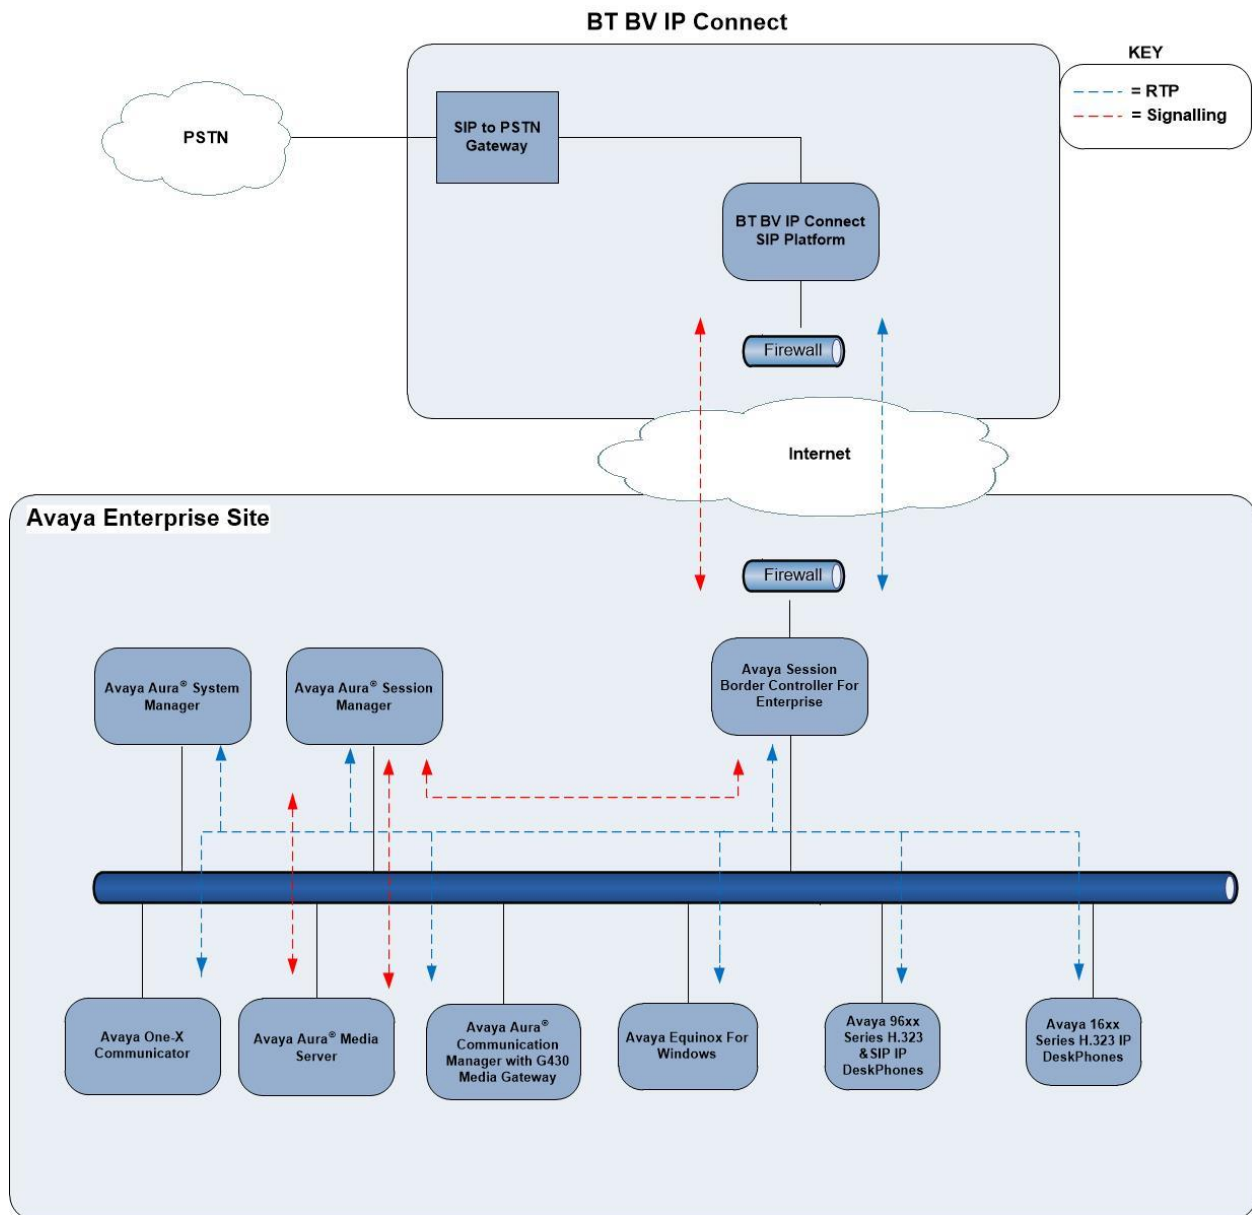 BT BV IP Connect
KEY
= RTP
= Signalling
PSTN
SIP to PSTN
Gateway
BT BV IP Connect
SIP Platform
Firewall
Internet
Avaya Enterprise Site
Firewall
Avaya Aura® System
Manager
Avaya Aura® Session
Manager
Avaya Session
Border Controller For
Enterprise
Avaya One-X
Communicator
Avaya Aura® Media
Server
Avaya Aura®
Communication
Manager with G430
Media Gateway
Avaya Equinox For
Windows
Avaya 96xx
Series H.323
&SIP IP
DeskPhones
Avaya 16xx
Series H.323 IP
DeskPhones